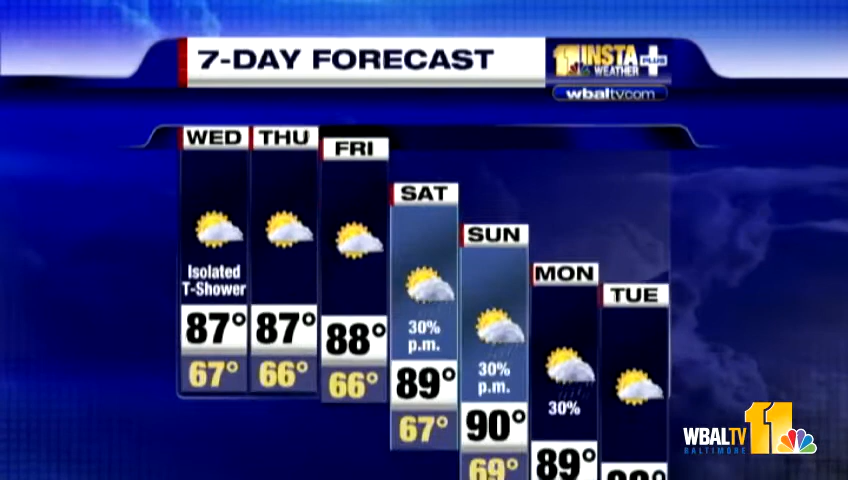 7-DAY FORECAST
11 INSTA
PLUS
WEATHER
wbaltv.com
WED
THU
FRI
SAT
SUN
MON
TUE
Isolated
T-Shower
87°
67°
87°
66°
88°
66°
30%
p.m.
89°
67°
30%
p.m.
90°
69°
30%
89°
WBALTV 11
BALTIMORE